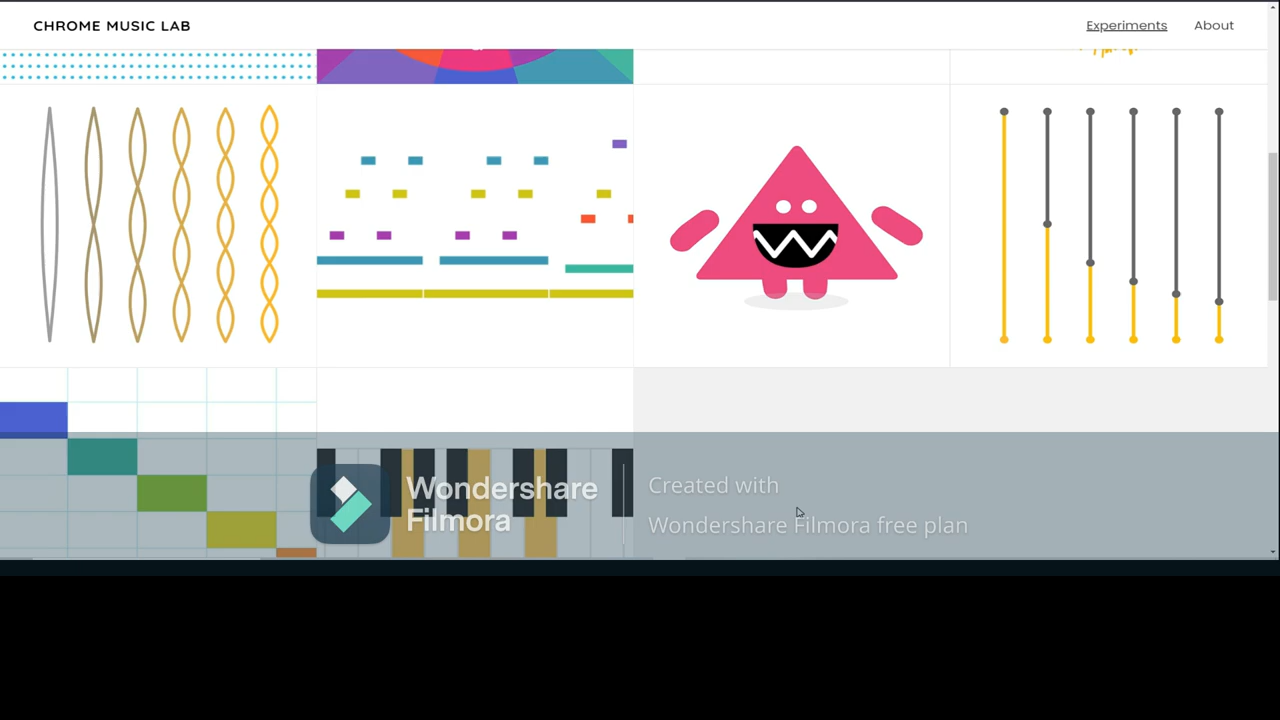 CHROME MUSIC LAB
Experiments
About
Wondershare
Filmora
Created with
Wondershare Filmora free plan